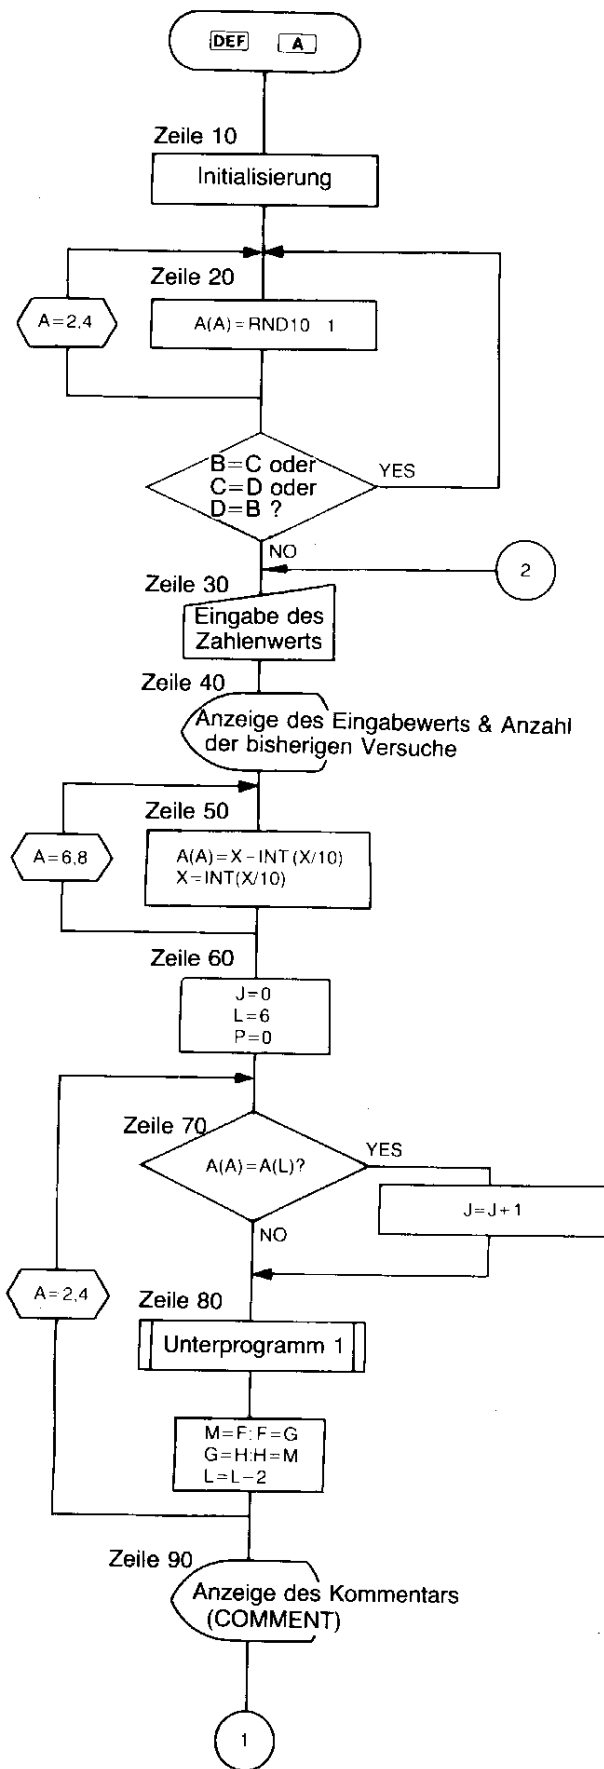 DEF A
Zeile 10
Initialisierung
Zeile 20
A=2,4
A(A)=RND10 1
B=C oder
C=D oder
D=B ?
YES
NO
2
Zeile 30
Eingabe des
Zahlenwerts
Zeile 40
Anzeige des Eingabewerts & Anzahl
der bisherigen Versuche
Zeile 50
A=6,8
A(A)=X-INT(X/10)
X=INT(X/10)
Zeile 60
J=0
L=6
P=0
Zeile 70
A(A)=A(L)?
YES
J=J+1
NO
A=2,4
Zeile 80
Unterprogramm 1
M=F:F=G
G=H:H=M
L=L-2
Zeile 90
Anzeige des Kommentars
(COMMENT)
1